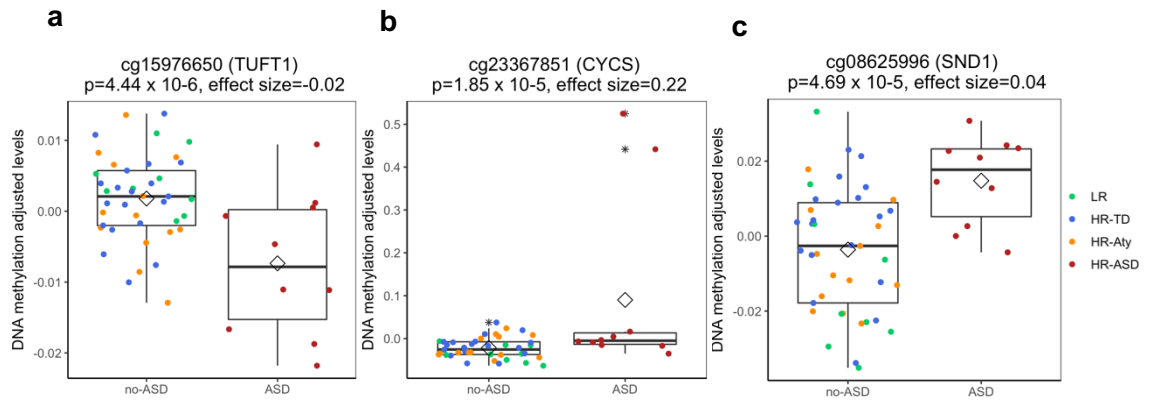 a
cg15976650 (TUFT1)
p=4.44 x 10-6, effect size=-0.02
DNA methylation adjusted levels
0.01
0.00
-0.01
-0.02
no-ASD
ASD
b
cg23367851 (CYCS)
p=1.85 x 10-5, effect size=0.22
DNA methylation adjusted levels
0.5
0.4
0.3
0.2
0.1
0.0
no-ASD
ASD
c
cg08625996 (SND1)
p=4.69 x 10-5, effect size=0.04
DNA methylation adjusted levels
0.02
0.00
-0.02
no-ASD
ASD
LR
HR-TD
HR-Aty
HR-ASD